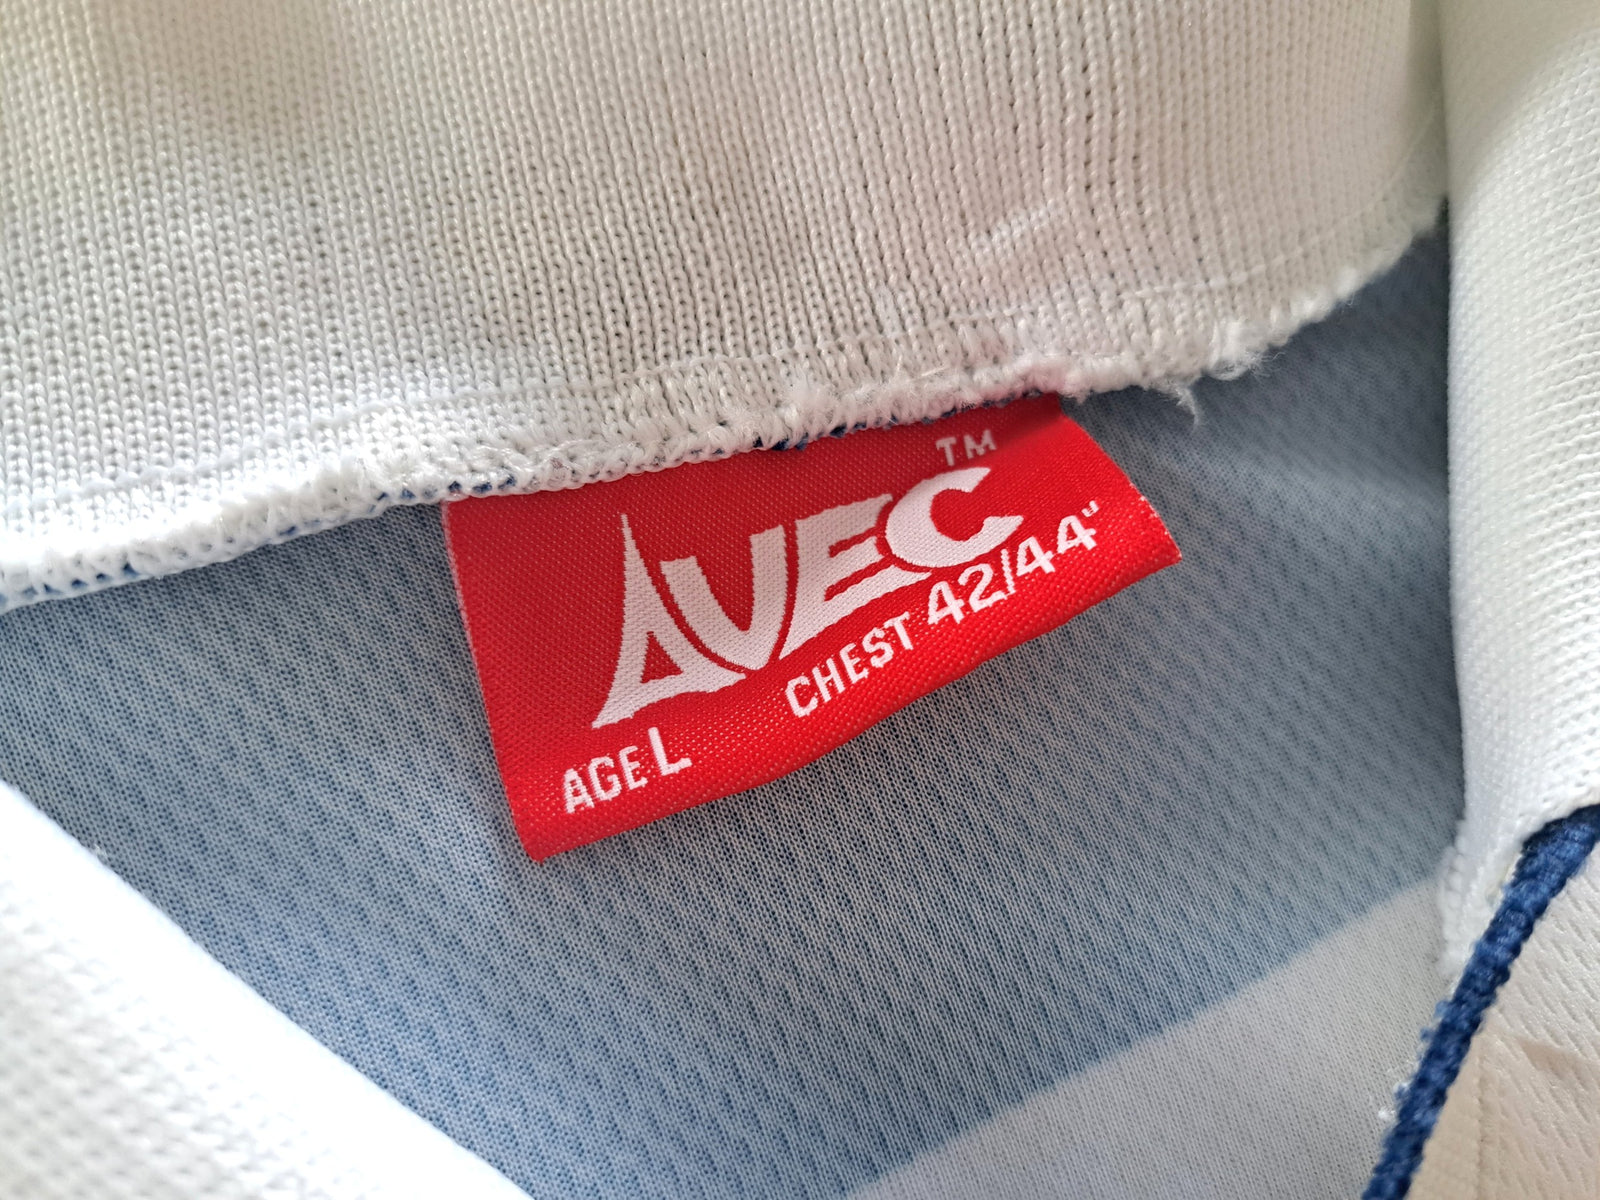 AVEC™
AGE L CHEST 42/44"